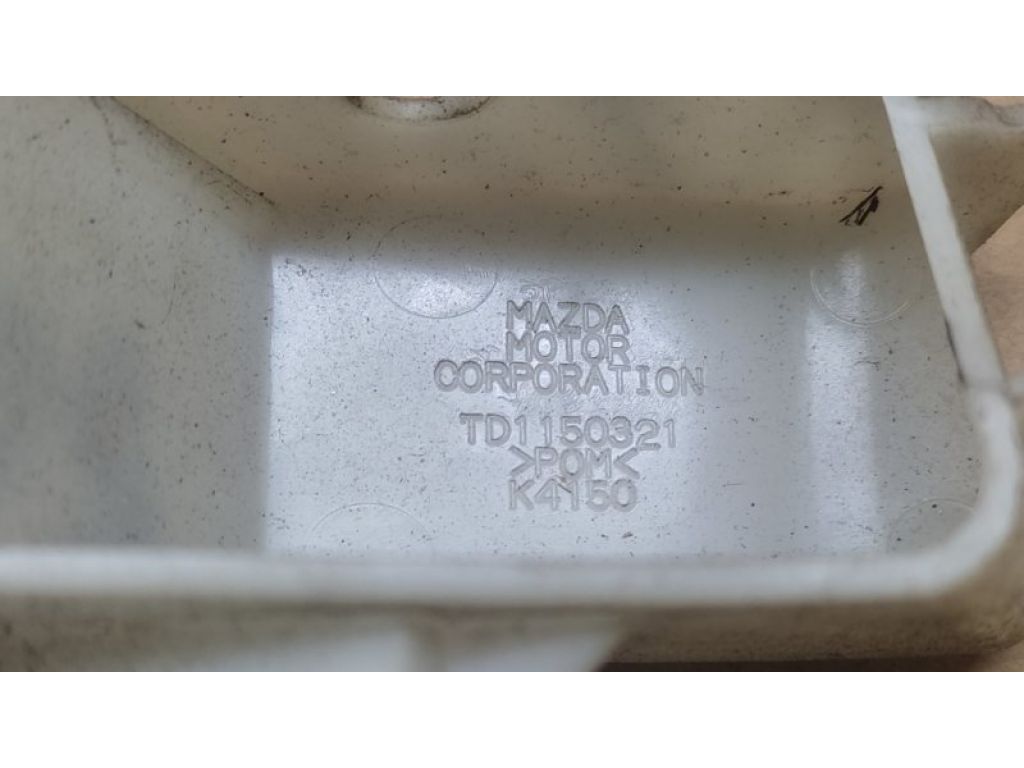 MAZDA
MOTOR
CORPORATION
TD1150321
>POM<
K4150